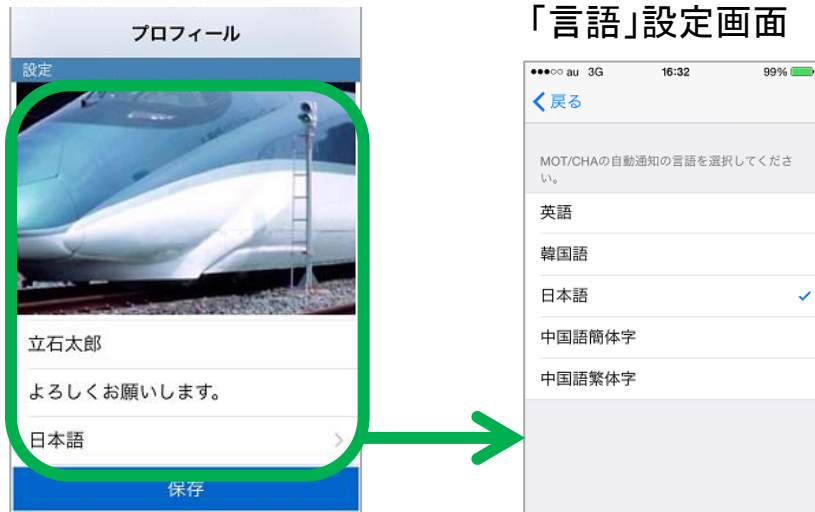 プロフィール
設定
立石太郎
よろしくお願いします。
日本語
保存
「言語」設定画面
au 3G 16:32 99%
戻る
MOT/CHAの自動通知の言語を選択してくださ
い。
英語
韓国語
日本語
中国語簡体字
中国語繁体字